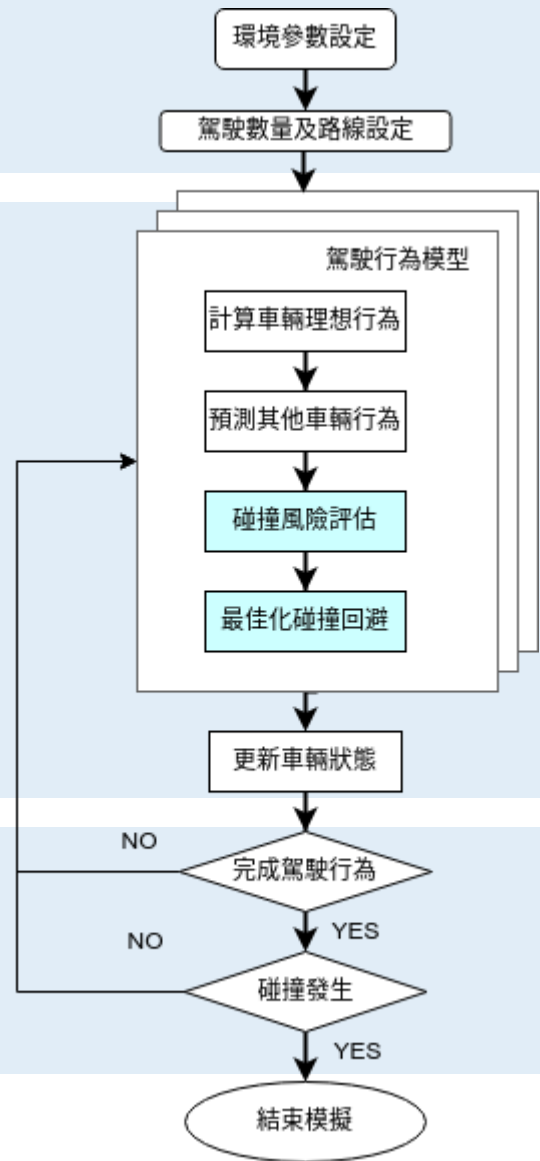 環境參數設定
駕駛數量及路線設定
駕駛行為模型
計算車輛理想行為
預測其他車輛行為
碰撞風險評估
最佳化碰撞回避
更新車輛狀態
NO
完成駕駛行為
YES
NO
碰撞發生
YES
結束模擬